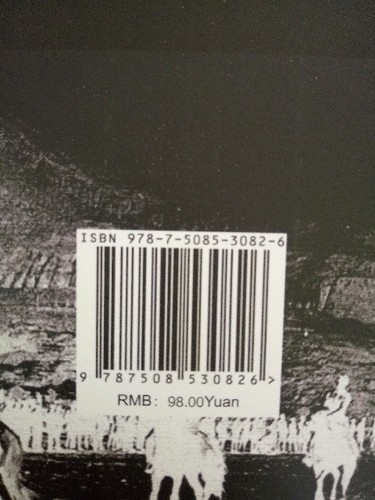 ISBN 978-7-5085-3082-6
9 787508 530826 >
RMB: 98.00Yuan